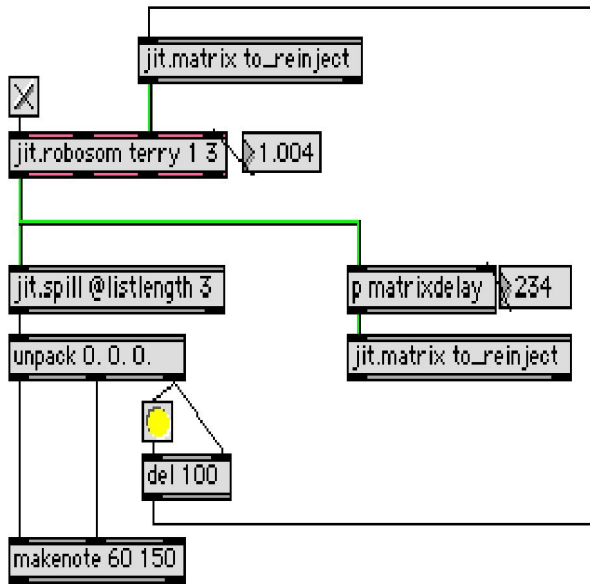 jit.matrix to_reinject
jit.robosom terry 1 3
1.004
jit.spill @listlength 3
p matrixdelay
234
unpack 0. 0. 0.
jit.matrix to_reinject
del 100
makenote 60 150